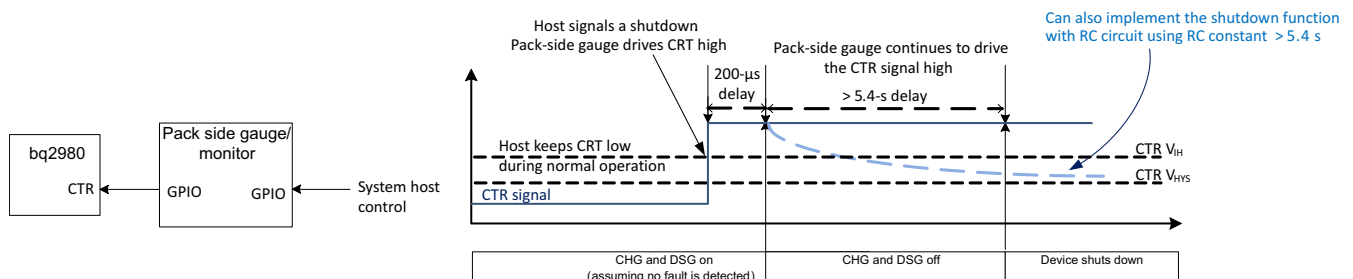 Host signals a shutdown
Pack-side gauge drives CRT high
Can also implement the shutdown function
with RC circuit using RC constant > 5.4 s
Pack-side gauge continues to drive
the CTR signal high
200-µs
delay
> 5.4-s delay
bq2980
CTR
Pack side gauge/
monitor
GPIO
GPIO
System host
control
Host keeps CRT low
during normal operation
CTR signal
CTR VIH
CTR VHYS
CHG and DSG on
(assuming no fault is detected)
CHG and DSG off
Device shuts down